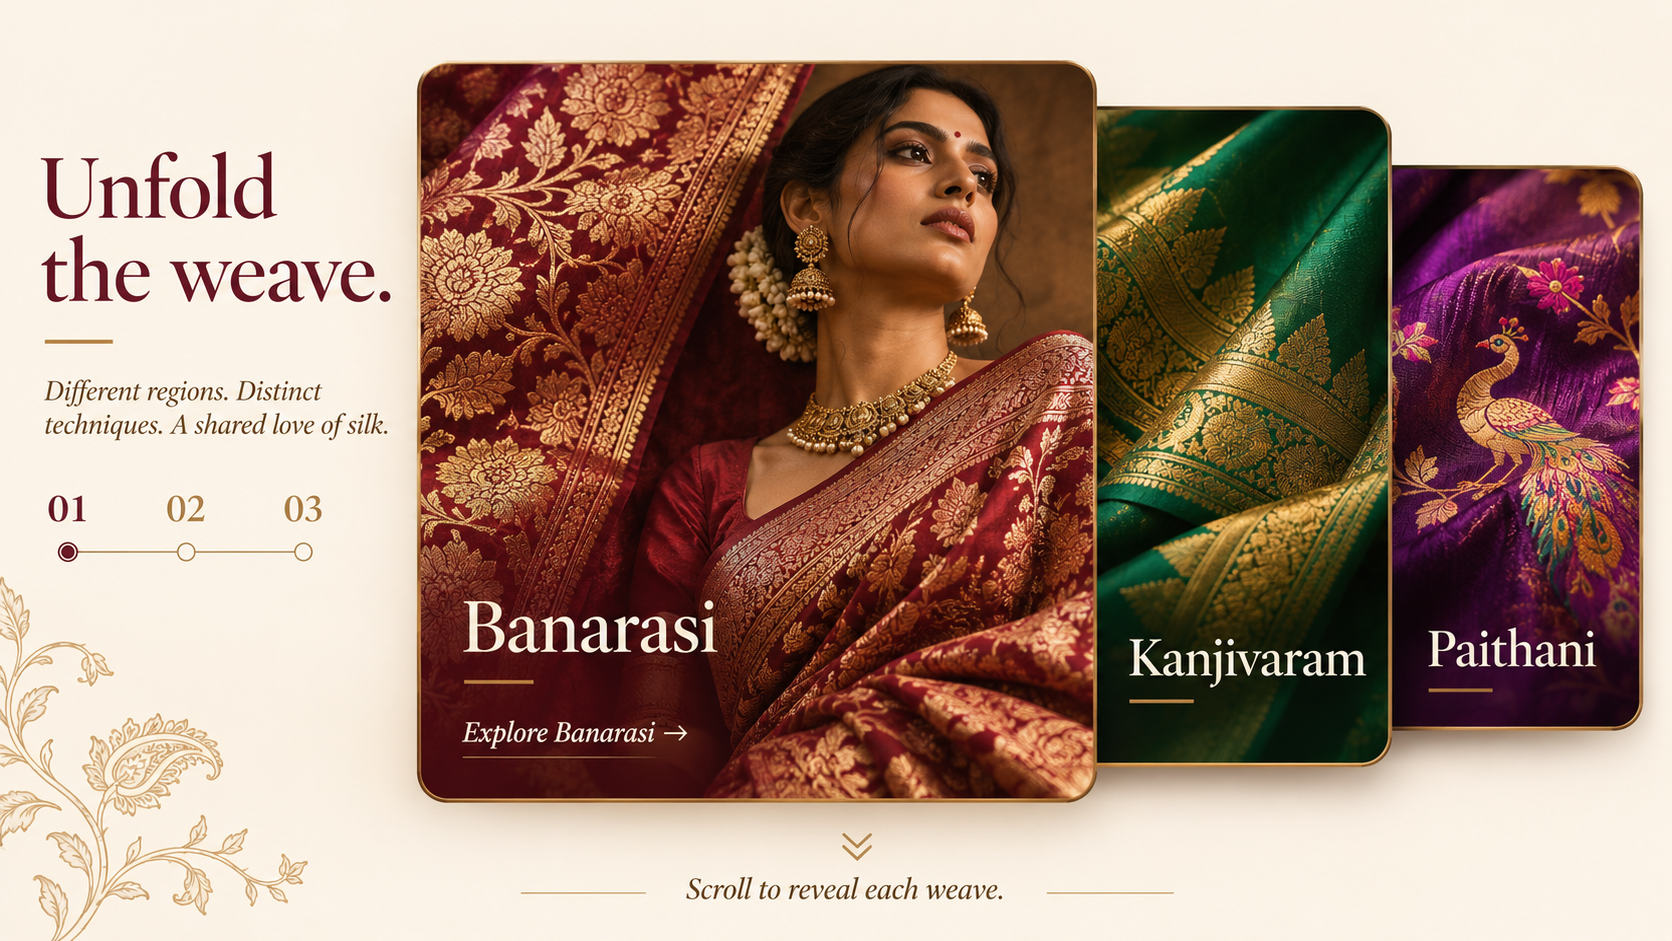 Unfold
the weave.
Different regions. Distinct
techniques. A shared love of silk.
01 02 03
Banarasi
Explore Banarasi →
Kanjivaram
Paithani
Scroll to reveal each weave.